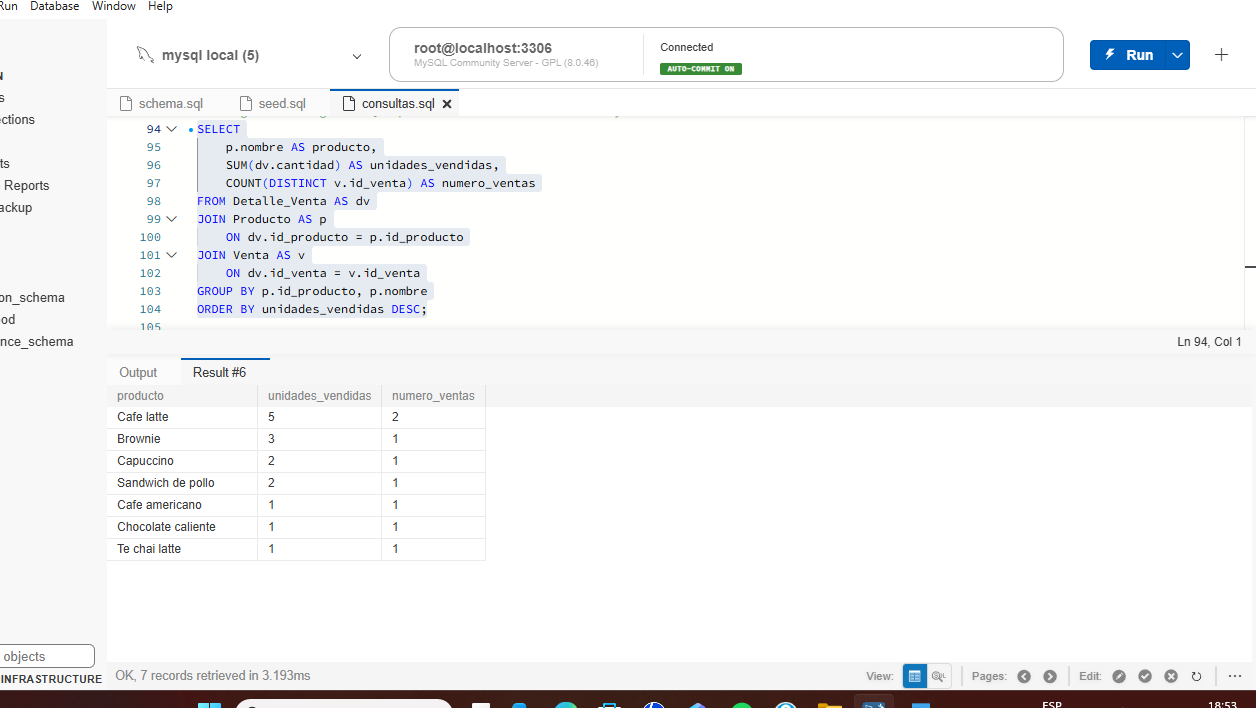 Run Database Window Help
mysql local (5)
root@localhost:3306
MySQL Community Server - GPL (8.0.46)
Connected
AUTO-COMMIT ON
Run
schema.sql seed.sql consultas.sql
94 SELECT
95 p.nombre AS producto,
96 SUM(dv.cantidad) AS unidades_vendidas,
97 COUNT(DISTINCT v.id_venta) AS numero_ventas
98 FROM Detalle_Venta AS dv
99 JOIN Producto AS p
100 ON dv.id_producto = p.id_producto
101 JOIN Venta AS v
102 ON dv.id_venta = v.id_venta
103 GROUP BY p.id_producto, p.nombre
104 ORDER BY unidades_vendidas DESC;
105
Ln 94, Col 1
ections
ts
Reports
ackup
on_schema
od
nce_schema
objects
INFRASTRUCTURE
Output Result #6
producto unidades_vendidas numero_ventas
Cafe latte 5 2
Brownie 3 1
Capuccino 2 1
Sandwich de pollo 2 1
Cafe americano 1 1
Chocolate caliente 1 1
Te chai latte 1 1
OK, 7 records retrieved in 3.193ms
View: Pages: Edit:
ESP
18:53